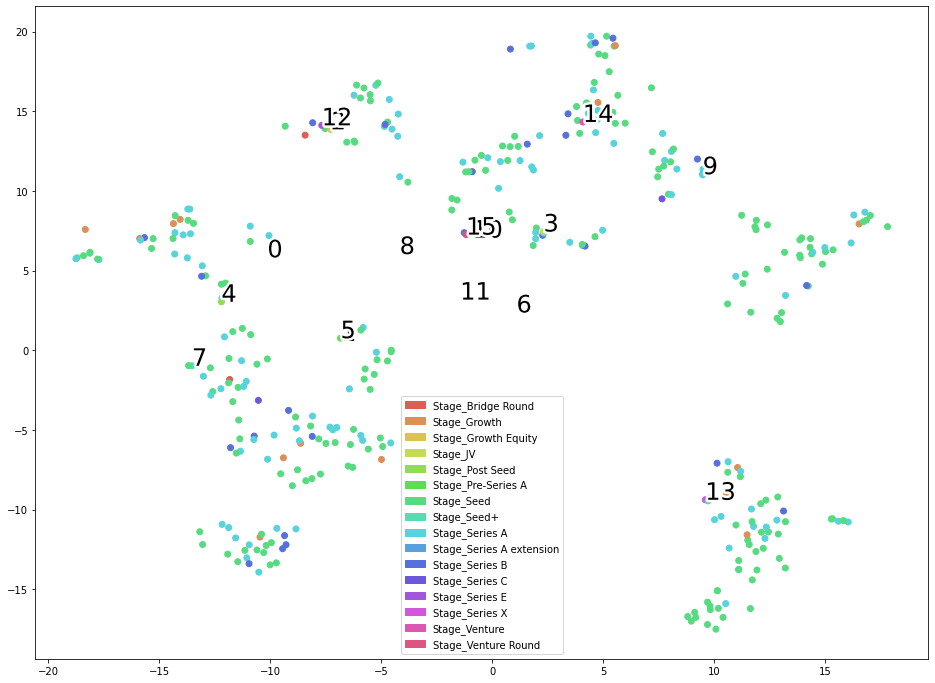 20
15
10
5
0
−5
−10
−15
−20
−15
−10
−5
0
5
10
15
12
14
9
3
15
0
8
0
11
6
4
5
7
13
Stage_Bridge Round
Stage_Growth
Stage_Growth Equity
Stage_JV
Stage_Post Seed
Stage_Pre-Series A
Stage_Seed
Stage_Seed+
Stage_Series A
Stage_Series A extension
Stage_Series B
Stage_Series C
Stage_Series E
Stage_Series X
Stage_Venture
Stage_Venture Round